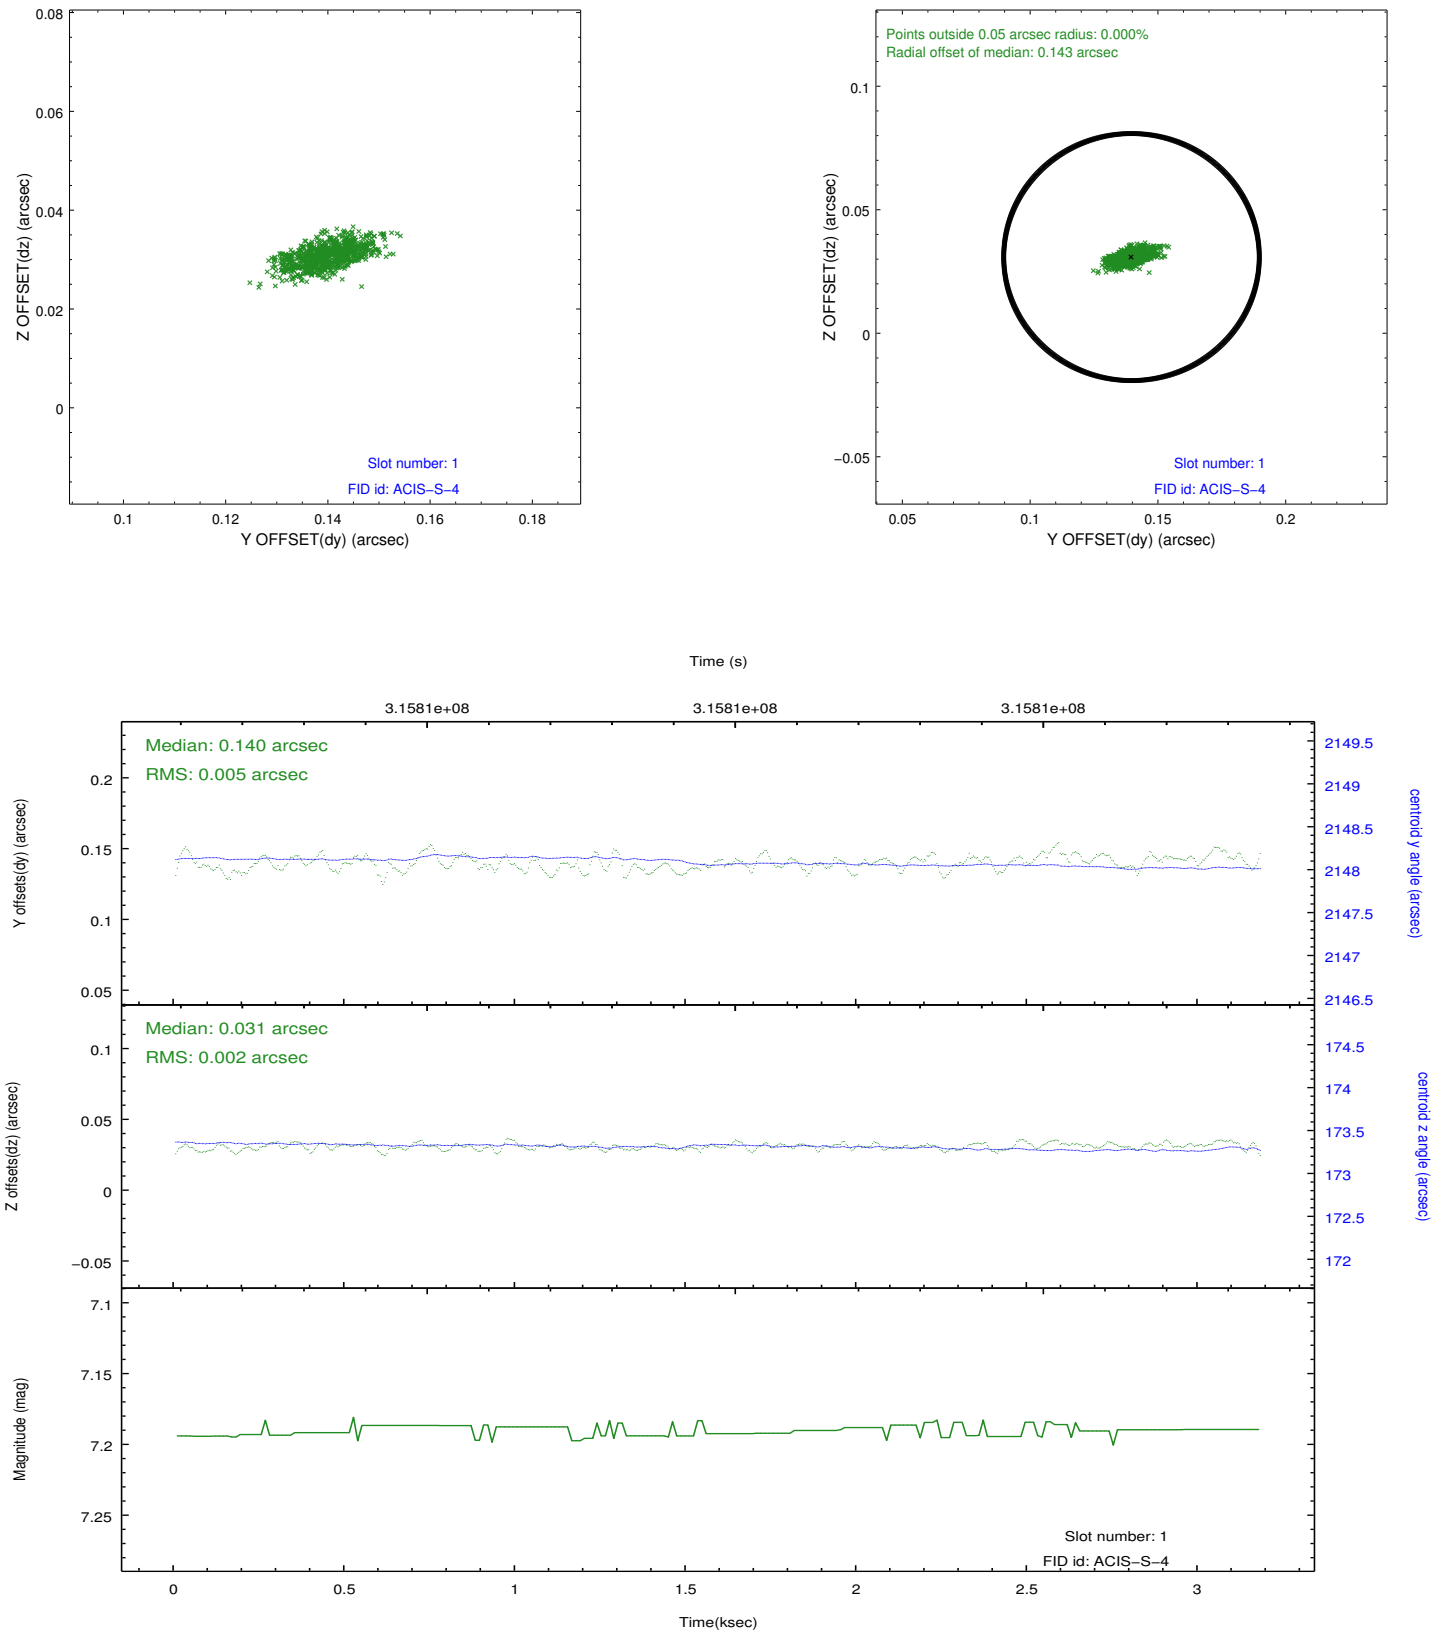 0.08
0.06
0.04
0.02
0
Z OFFSET(dz) (arcsec)
Slot number: 1
FID id: ACIS−S−4
0.1
0.12
0.14
0.16
0.18
Y OFFSET(dy) (arcsec)
Points outside 0.05 arcsec radius: 0.000%
Radial offset of median: 0.143 arcsec
0.1
0.05
0
−0.05
Z OFFSET(dz) (arcsec)
Slot number: 1
FID id: ACIS−S−4
0.05
0.1
0.15
0.2
Y OFFSET(dy) (arcsec)
Time (s)
3.1581e+08
3.1581e+08
3.1581e+08
Median: 0.140 arcsec
RMS: 0.005 arcsec
0.2
0.15
0.1
0.05
Y offsets(dy) (arcsec)
2149.5
2149
2148.5
2148
2147.5
2147
2146.5
centroid y angle (arcsec)
Median: 0.031 arcsec
RMS: 0.002 arcsec
0.1
0.05
0
−0.05
Z offsets(dz) (arcsec)
174.5
174
173.5
173
172.5
172
centroid z angle (arcsec)
7.1
7.15
7.2
7.25
Magnitude (mag)
Slot number: 1
FID id: ACIS−S−4
0
0.5
1
1.5
2
2.5
3
Time(ksec)